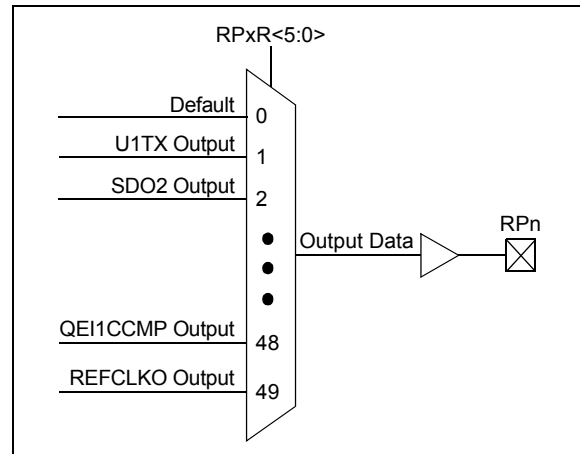 RPxR<5:0>
Default
0
U1TX Output
1
SDO2 Output
2
Output Data
RPn
QEI1CCMP Output
48
REFCLKO Output
49